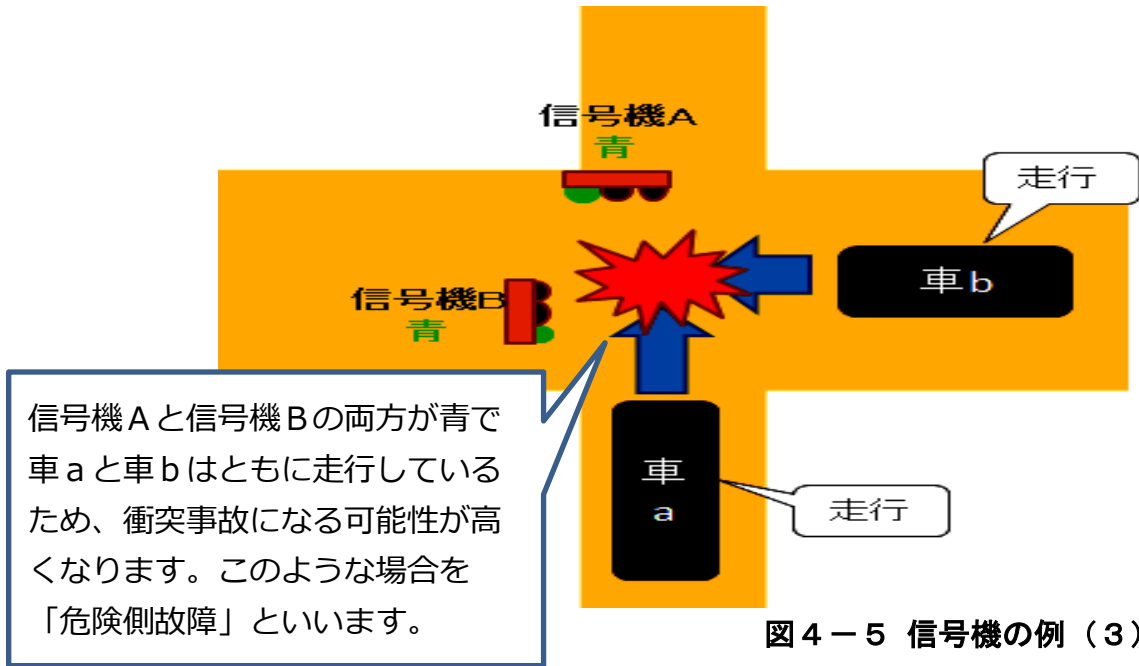 信号機A
青
走行
車b
信号機B
青
信号機Aと信号機Bの両方が青で
車aと車bはともに走行している
ため、衝突事故になる可能性が高
くなります。このような場合を
「危険側故障」といいます。
車
a
走行
図4-5 信号機の例(3)